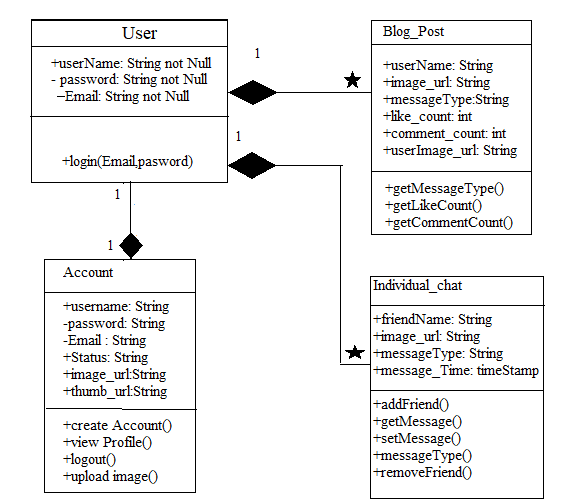 User
+userName: String not Null
- password: String not Null
–Email: String not Null
+login(Email,pasword)
1
1
1
1
Blog_Post
+userName: String
+image_url: String
+messageType:String
+like_count: int
+comment_count: int
+userImage_url: String
+getMessageType()
+getLikeCount()
+getCommentCount()
Account
+username: String
-password: String
-Email : String
+Status: String
+image_url:String
+thumb_url:String
+create Account()
+view Profile()
+logout()
+upload image()
Individual_chat
+friendName: String
+image_url: String
+messageType: String
+message_Time: timeStamp
+addFriend()
+getMessage()
+setMessage()
+messageType()
+removeFriend()